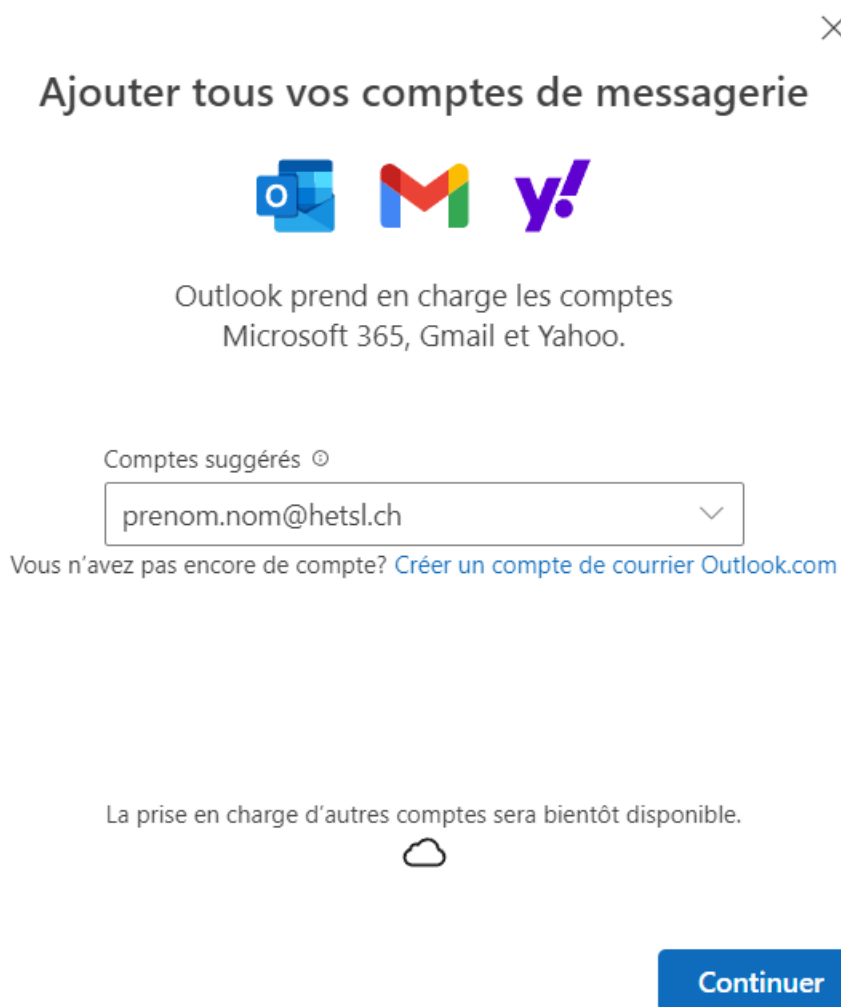 Ajouter tous vos comptes de messagerie
Outlook prend en charge les comptes
Microsoft 365, Gmail et Yahoo.
Comptes suggérés
prenom.nom@hetsl.ch
Vous n’avez pas encore de compte? Créer un compte de courrier Outlook.com
La prise en charge d’autres comptes sera bientôt disponible.
Continuer